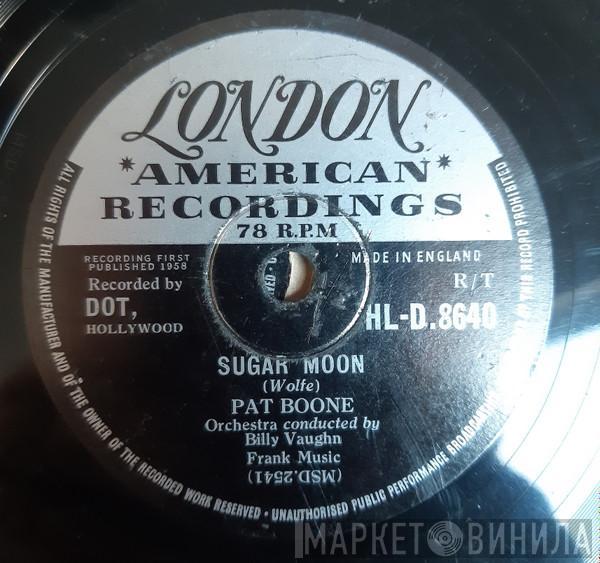 LONDON
*AMERICAN*
RECORDINGS
78 R.P.M
RECORDING FIRST
PUBLISHED 1958
MADE IN ENGLAND
Recorded by
DOT,
HOLLYWOOD
R/T
HL-D.8640
SUGAR MOON
(Wolfe)
PAT BOONE
Orchestra conducted by
Billy Vaughn
Frank Music
(MSD.2541)
ALL RIGHTS OF THE MANUFACTURER AND OF THE OWNER OF THE RECORDED WORK RESERVED · UNAUTHORISED PUBLIC PERFORMANCE BROADCAST OF THIS RECORD PROHIBITED
МАРКЕТ ВИНИЛА